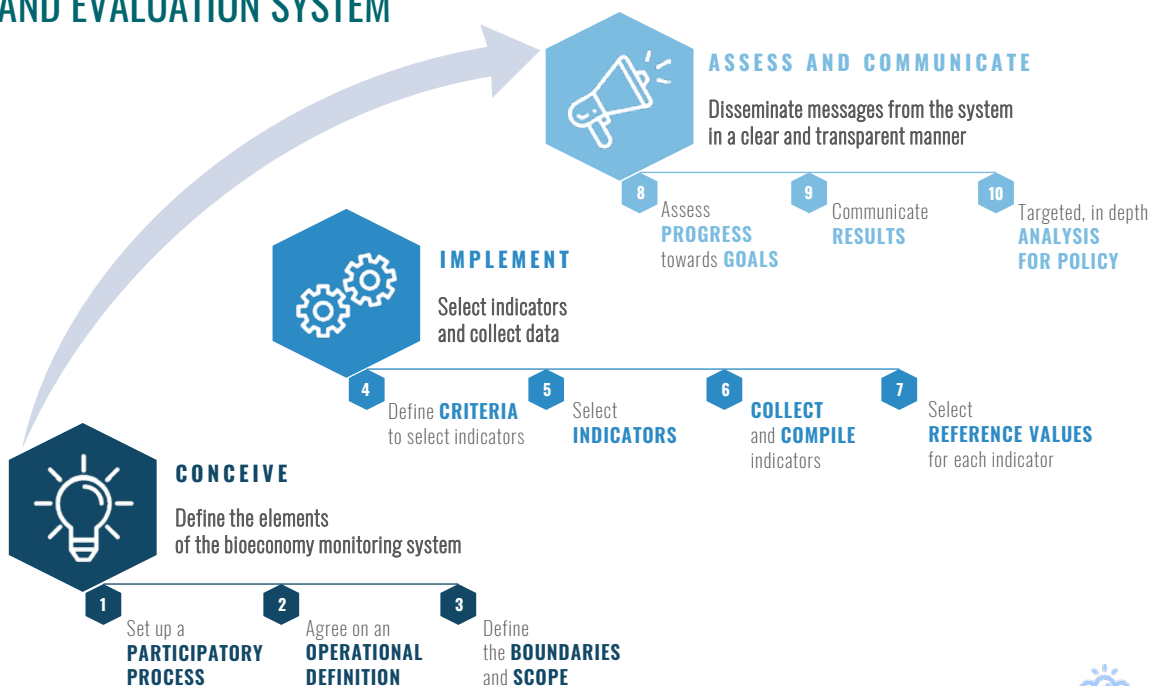 AND EVALUATION SYSTEM
ASSESS AND COMMUNICATE
Disseminate messages from the system
in a clear and transparent manner
8
Assess
PROGRESS
towards GOALS
9
Communicate
RESULTS
10
Targeted, in depth
ANALYSIS
FOR POLICY
IMPLEMENT
Select indicators
and collect data
4
Define CRITERIA
to select indicators
5
Select
INDICATORS
6
COLLECT
and COMPILE
indicators
7
Select
REFERENCE VALUES
for each indicator
CONCEIVE
Define the elements
of the bioeconomy monitoring system
1
Set up a
PARTICIPATORY
PROCESS
2
Agree on an
OPERATIONAL
DEFINITION
3
Define
the BOUNDARIES
and SCOPE